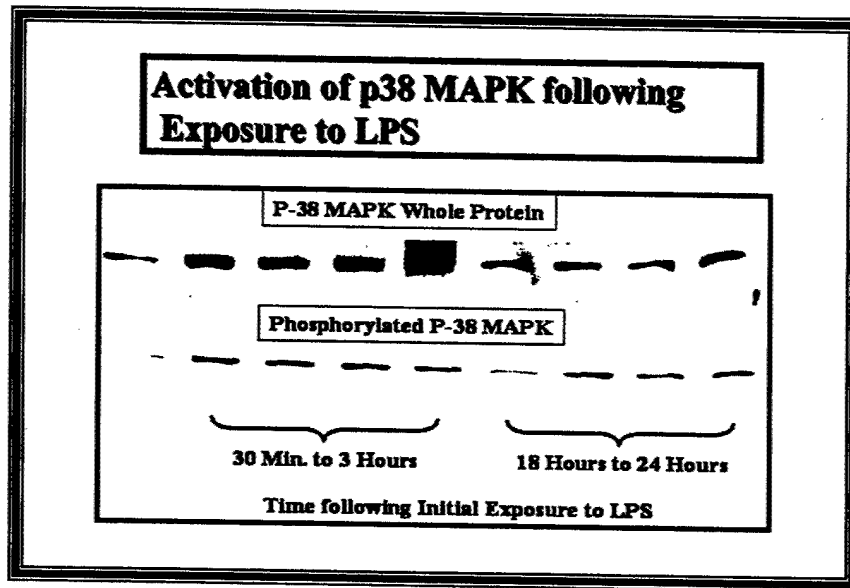 Activation of p38 MAPK following
Exposure to LPS
P-38 MAPK Whole Protein
Phosphorylated P-38 MAPK
30 Min. to 3 Hours
18 Hours to 24 Hours
Time following Initial Exposure to LPS